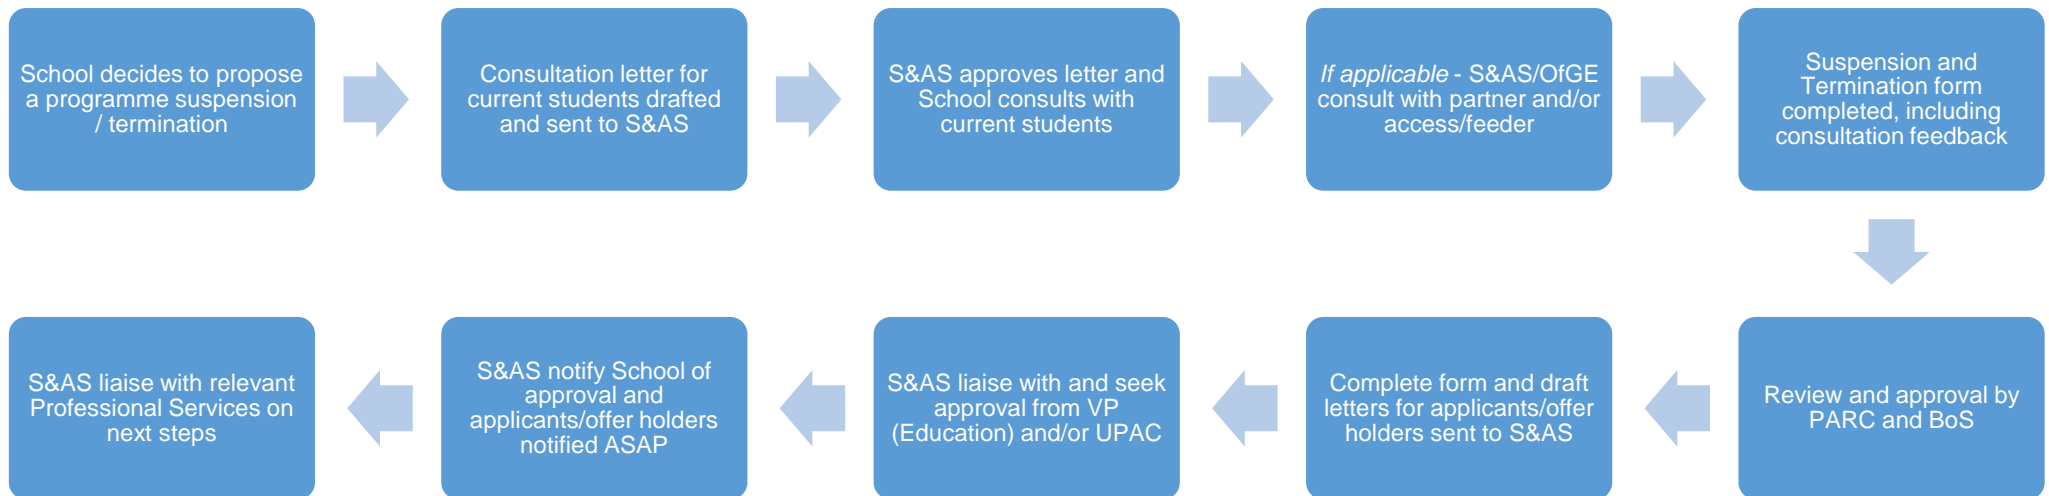 School decides to propose
a programme suspension
/ termination
Consultation letter for
current students drafted
and sent to S&AS
S&AS approves letter and
School consults with
current students
If applicable - S&AS/OfGE
consult with partner and/or
access/feeder
Suspension and
Termination form
completed, including
consultation feedback
Review and approval by
PARC and BoS
Complete form and draft
letters for applicants/offer
holders sent to S&AS
S&AS liaise with and seek
approval from VP
(Education) and/or UPAC
S&AS notify School of
approval and
applicants/offer holders
notified ASAP
S&AS liaise with relevant
Professional Services on
next steps